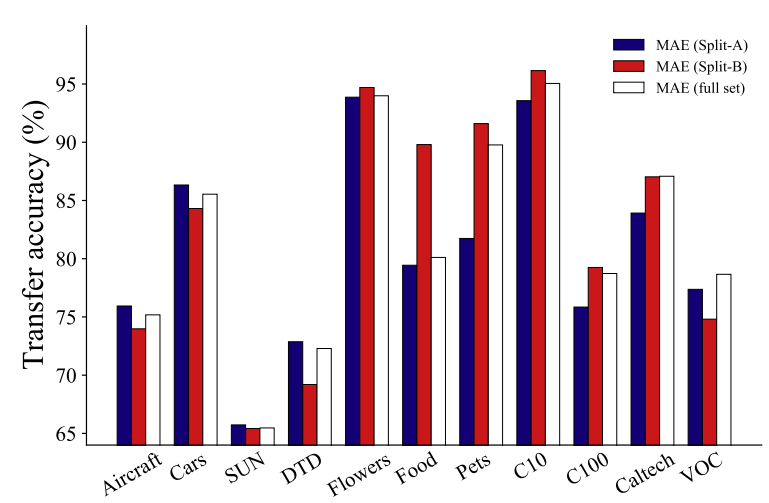 MAE (Split-A)
MAE (Split-B)
MAE (full set)
Transfer accuracy (%)
95
90
85
80
75
70
65
Aircraft
Cars
SUN
DTD
Flowers
Food
Pets
C10
C100
Caltech
VOC